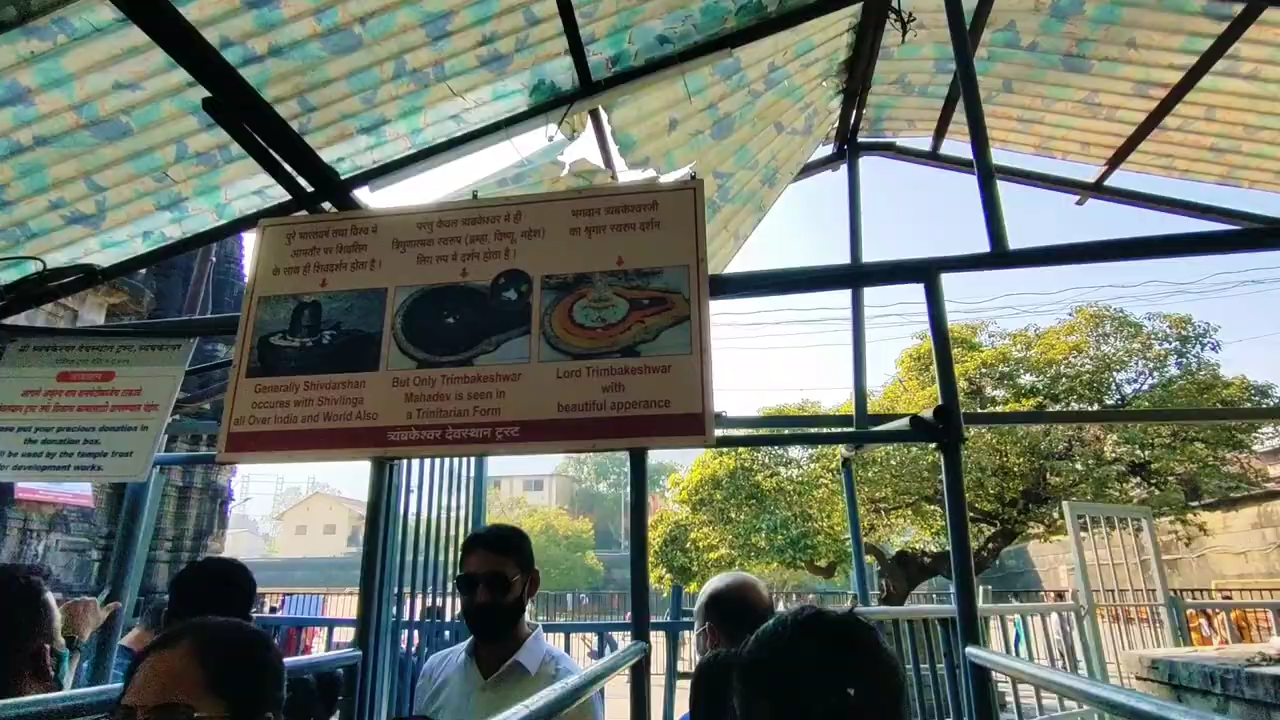 पुरे भारतवर्ष तथा विश्व मे
आमतौर पर शिवलिंग
के साथ ही शिवदर्शन होता है।
परंतु केवल त्र्यंबकेश्वर मे ही
त्रिगुणात्मक स्वरुप (ब्रम्हा, विष्णू, महेश)
लिंग रुप मे दर्शन होता है।
भगवान त्र्यंबकेश्वरजी
का श्रृंगार स्वरुप दर्शन
Generally Shivdarshan
occures with Shivlinga
all Over India and World Also
But Only Trimbakeshwar
Mahadev is seen in
a Trinitarian Form
Lord Trimbakeshwar
with
beautiful apperance
त्र्यंबकेश्वर देवस्थान ट्रस्ट
देवस्थान ट्रस्ट,
put your precious donation in
the donation box.
be used by the temple trust
for development works.